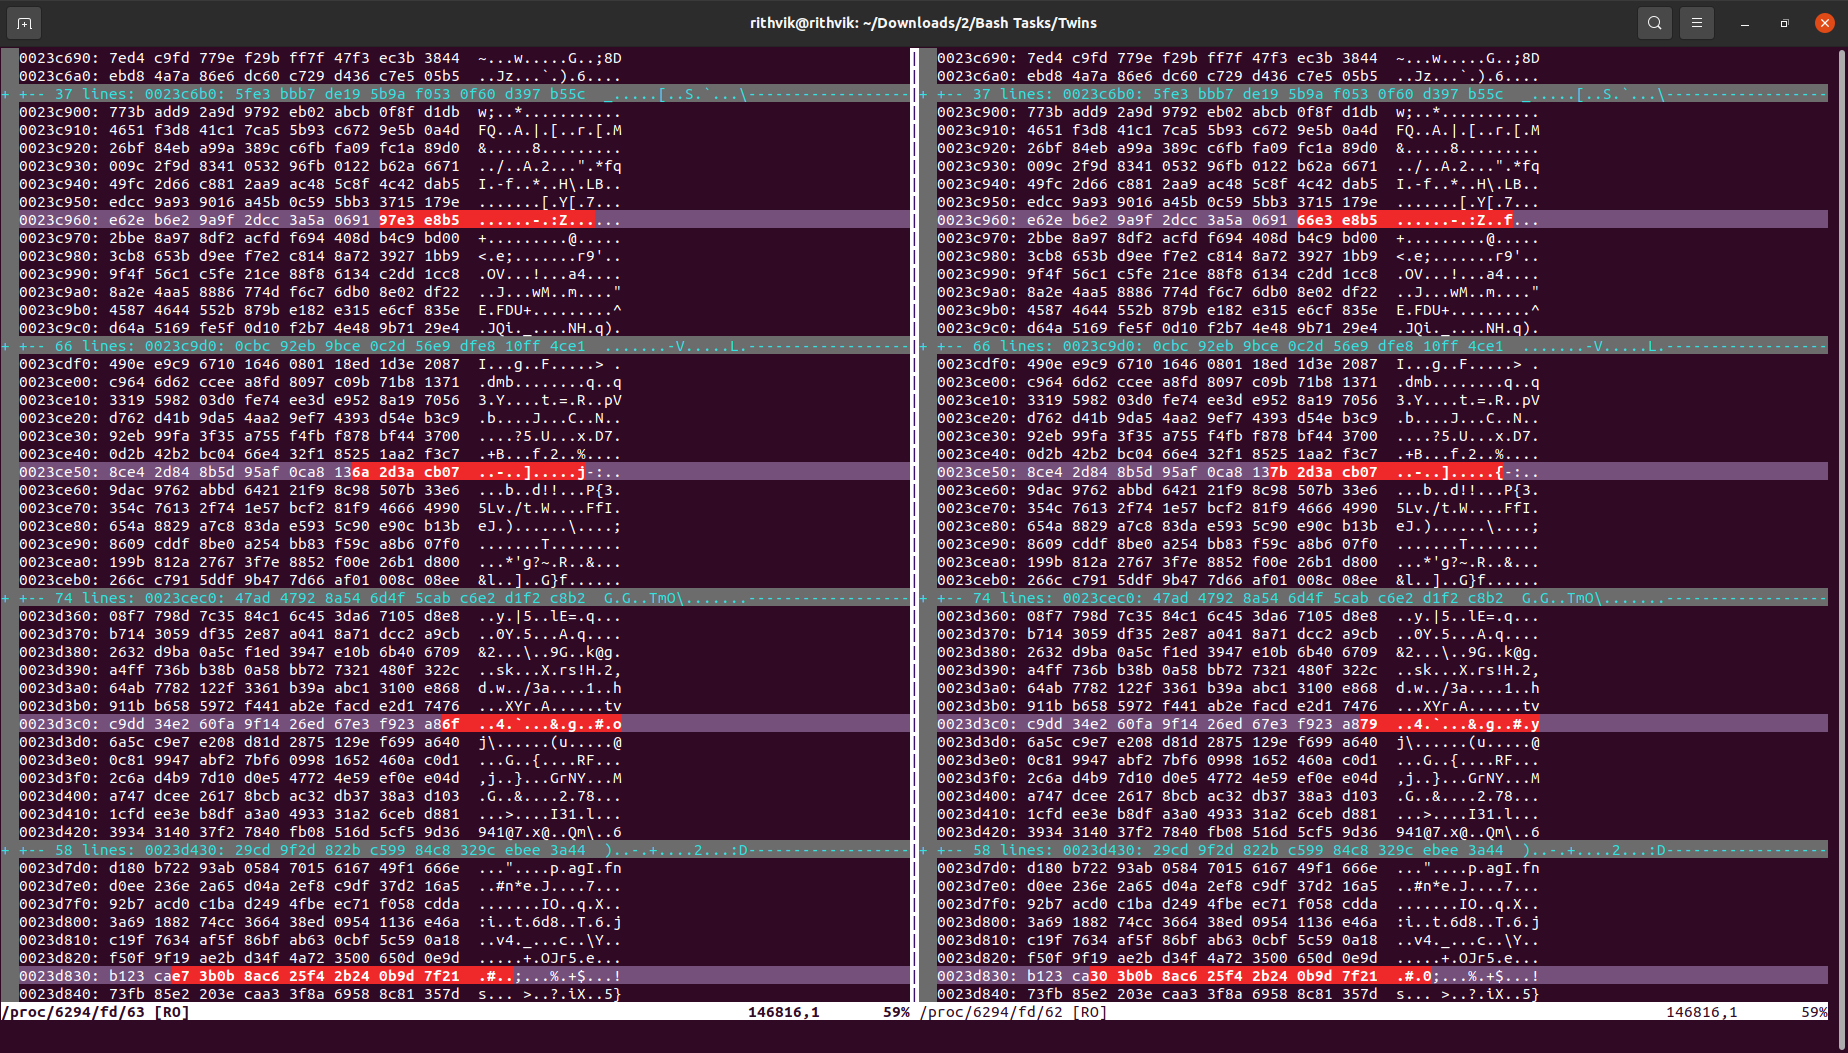 rithvik@rithvik: ~/Downloads/2/Bash Tasks/Twins
0023c690: 7ed4 c9fd 779e f29b ff7f 47f3 ec3b 3844  ~...w.....G..;8D
0023c6a0: ebd8 4a7a 86e6 dc60 c729 d436 c7e5 05b5  ..Jz...`.).6....
+ +-- 37 lines: 0023c6b0: 5fe3 bbb7 de19 5b9a f053 0f60 d397 b55c  _.....[..S.`...\------------------
0023c900: 773b add9 2a9d 9792 eb02 abcb 0f8f d1db  w;..*...........
0023c910: 4651 f3d8 41c1 7ca5 5b93 c672 9e5b 0a4d  FQ..A.|.[..r.[.M
0023c920: 26bf 84eb a99a 389c c6fb fa09 fc1a 89d0  &.....8.........
0023c930: 009c 2f9d 8341 0532 96fb 0122 b62a 6671  ../..A.2...".*fq
0023c940: 49fc 2d66 c881 2aa9 ac48 5c8f 4c42 dab5  I.-f..*..H\.LB..
0023c950: edcc 9a93 9016 a45b 0c59 5bb3 3715 179e  .......[.Y[.7...
0023c960: e62e b6e2 9a9f 2dcc 3a5a 0691 97e3 e8b5  ......-.:Z......
0023c970: 2bbe 8a97 8df2 acfd f694 408d b4c9 bd00  +.........@.....
0023c980: 3cb8 653b d9ee f7e2 c814 8a72 3927 1bb9  <.e;.......r9'..
0023c990: 9f4f 56c1 c5fe 21ce 88f8 6134 c2dd 1cc8  .OV...!...a4....
0023c9a0: 8a2e 4aa5 8886 774d f6c7 6db0 8e02 df22  ..J...wM..m...."
0023c9b0: 4587 4644 552b 879b e182 e315 e6cf 835e  E.FDU+.........^
0023c9c0: d64a 5169 fe5f 0d10 f2b7 4e48 9b71 29e4  .JQi._....NH.q).
+ +-- 66 lines: 0023c9d0: 0cbc 92eb 9bce 0c2d 56e9 dfe8 10ff 4ce1  .......-V.....L.------------------
0023cdf0: 490e e9c9 6710 1646 0801 18ed 1d3e 2087  I...g..F.....> .
0023ce00: c964 6d62 ccee a8fd 8097 c09b 71b8 1371  .dmb........q..q
0023ce10: 3319 5982 03d0 fe74 ee3d e952 8a19 7056  3.Y....t.=.R..pV
0023ce20: d762 d41b 9da5 4aa2 9ef7 4393 d54e b3c9  .b....J...C..N..
0023ce30: 92eb 99fa 3f35 a755 f4fb f878 bf44 3700  ....?5.U...x.D7.
0023ce40: 0d2b 42b2 bc04 66e4 32f1 8525 1aa2 f3c7  .+B...f.2..%....
0023ce50: 8ce4 2d84 8b5d 95af 0ca8 136a 2d3a cb07  ..-..].....j-:..
0023ce60: 9dac 9762 abbd 6421 21f9 8c98 507b 33e6  ...b..d!!...P{3.
0023ce70: 354c 7613 2f74 1e57 bcf2 81f9 4666 4990  5Lv./t.W....FfI.
0023ce80: 654a 8829 a7c8 83da e593 5c90 e90c b13b  eJ.)......\....;
0023ce90: 8609 cddf 8be0 a254 bb83 f59c a8b6 07f0  .......T........
0023cea0: 199b 812a 2767 3f7e 8852 f00e 26b1 d800  ...*'g?~.R..&...
0023ceb0: 266c c791 5ddf 9b47 7d66 af01 008c 08ee  &l..]..G}f......
+ +-- 74 lines: 0023cec0: 47ad 4792 8a54 6d4f 5cab c6e2 d1f2 c8b2  G.G..TmO\.......------------------
0023d360: 08f7 798d 7c35 84c1 6c45 3da6 7105 d8e8  ..y.|5..lE=.q...
0023d370: b714 3059 df35 2e87 a041 8a71 dcc2 a9cb  ..0Y.5...A.q....
0023d380: 2632 d9ba 0a5c f1ed 3947 e10b 6b40 6709  &2...\..9G..k@g.
0023d390: a4ff 736b b38b 0a58 bb72 7321 480f 322c  ..sk...X.rs!H.2,
0023d3a0: 64ab 7782 122f 3361 b39a abc1 3100 e868  d.w../3a....1..h
0023d3b0: 911b b658 5972 f441 ab2e facd e2d1 7476  ...XYr.A......tv
0023d3c0: c9dd 34e2 60fa 9f14 26ed 67e3 f923 a86f  ..4.`...&.g..#.o
0023d3d0: 6a5c c9e7 e208 d81d 2875 129e f699 a640  j\......(u.....@
0023d3e0: 0c81 9947 abf2 7bf6 0998 1652 460a c0d1  ...G..{....RF...
0023d3f0: 2c6a d4b9 7d10 d0e5 4772 4e59 ef0e e04d  ,j..}...GrNY...M
0023d400: a747 dcee 2617 8bcb ac32 db37 38a3 d103  .G..&....2.78...
0023d410: 1cfd ee3e b8df a3a0 4933 31a2 6ceb d881  ...>....I31.l...
0023d420: 3934 3140 37f2 7840 fb08 516d 5cf5 9d36  941@7.x@..Qm\..6
+ +-- 58 lines: 0023d430: 29cd 9f2d 822b c599 84c8 329c ebee 3a44  )..-.+....2...:D------------------
0023d7d0: d180 b722 93ab 0584 7015 6167 49f1 666e  ..."....p.agI.fn
0023d7e0: d0ee 236e 2a65 d04a 2ef8 c9df 37d2 16a5  ..#n*e.J....7...
0023d7f0: 92b7 acd0 c1ba d249 4fbe ec71 f058 cdda  .......IO..q.X..
0023d800: 3a69 1882 74cc 3664 38ed 0954 1136 e46a  :i..t.6d8..T.6.j
0023d810: c19f 7634 af5f 86bf ab63 0cbf 5c59 0a18  ..v4._...c..\Y..
0023d820: f50f 9f19 ae2b d34f 4a72 3500 650d 0e9d  .....+.OJr5.e...
0023d830: b123 cae7 3b0b 8ac6 25f4 2b24 0b9d 7f21  .#..;...%.+$...!
0023d840: 73fb 85e2 203e caa3 3f8a 6958 8c81 357d  s... >..?.iX..5}
/proc/6294/fd/63 [RO]  146816,1  59%
0023c690: 7ed4 c9fd 779e f29b ff7f 47f3 ec3b 3844  ~...w.....G..;8D
0023c6a0: ebd8 4a7a 86e6 dc60 c729 d436 c7e5 05b5  ..Jz...`.).6....
+ +-- 37 lines: 0023c6b0: 5fe3 bbb7 de19 5b9a f053 0f60 d397 b55c  _.....[..S.`...\------------------
0023c900: 773b add9 2a9d 9792 eb02 abcb 0f8f d1db  w;..*...........
0023c910: 4651 f3d8 41c1 7ca5 5b93 c672 9e5b 0a4d  FQ..A.|.[..r.[.M
0023c920: 26bf 84eb a99a 389c c6fb fa09 fc1a 89d0  &.....8.........
0023c930: 009c 2f9d 8341 0532 96fb 0122 b62a 6671  ../..A.2...".*fq
0023c940: 49fc 2d66 c881 2aa9 ac48 5c8f 4c42 dab5  I.-f..*..H\.LB..
0023c950: edcc 9a93 9016 a45b 0c59 5bb3 3715 179e  .......[.Y[.7...
0023c960: e62e b6e2 9a9f 2dcc 3a5a 0691 66e3 e8b5  ......-.:Z..f...
0023c970: 2bbe 8a97 8df2 acfd f694 408d b4c9 bd00  +.........@.....
0023c980: 3cb8 653b d9ee f7e2 c814 8a72 3927 1bb9  <.e;.......r9'..
0023c990: 9f4f 56c1 c5fe 21ce 88f8 6134 c2dd 1cc8  .OV...!...a4....
0023c9a0: 8a2e 4aa5 8886 774d f6c7 6db0 8e02 df22  ..J...wM..m...."
0023c9b0: 4587 4644 552b 879b e182 e315 e6cf 835e  E.FDU+.........^
0023c9c0: d64a 5169 fe5f 0d10 f2b7 4e48 9b71 29e4  .JQi._....NH.q).
+ +-- 66 lines: 0023c9d0: 0cbc 92eb 9bce 0c2d 56e9 dfe8 10ff 4ce1  .......-V.....L.------------------
0023cdf0: 490e e9c9 6710 1646 0801 18ed 1d3e 2087  I...g..F.....> .
0023ce00: c964 6d62 ccee a8fd 8097 c09b 71b8 1371  .dmb........q..q
0023ce10: 3319 5982 03d0 fe74 ee3d e952 8a19 7056  3.Y....t.=.R..pV
0023ce20: d762 d41b 9da5 4aa2 9ef7 4393 d54e b3c9  .b....J...C..N..
0023ce30: 92eb 99fa 3f35 a755 f4fb f878 bf44 3700  ....?5.U...x.D7.
0023ce40: 0d2b 42b2 bc04 66e4 32f1 8525 1aa2 f3c7  .+B...f.2..%....
0023ce50: 8ce4 2d84 8b5d 95af 0ca8 137b 2d3a cb07  ..-..].....{-:..
0023ce60: 9dac 9762 abbd 6421 21f9 8c98 507b 33e6  ...b..d!!...P{3.
0023ce70: 354c 7613 2f74 1e57 bcf2 81f9 4666 4990  5Lv./t.W....FfI.
0023ce80: 654a 8829 a7c8 83da e593 5c90 e90c b13b  eJ.)......\....;
0023ce90: 8609 cddf 8be0 a254 bb83 f59c a8b6 07f0  .......T........
0023cea0: 199b 812a 2767 3f7e 8852 f00e 26b1 d800  ...*'g?~.R..&...
0023ceb0: 266c c791 5ddf 9b47 7d66 af01 008c 08ee  &l..]..G}f......
+ +-- 74 lines: 0023cec0: 47ad 4792 8a54 6d4f 5cab c6e2 d1f2 c8b2  G.G..TmO\.......------------------
0023d360: 08f7 798d 7c35 84c1 6c45 3da6 7105 d8e8  ..y.|5..lE=.q...
0023d370: b714 3059 df35 2e87 a041 8a71 dcc2 a9cb  ..0Y.5...A.q....
0023d380: 2632 d9ba 0a5c f1ed 3947 e10b 6b40 6709  &2...\..9G..k@g.
0023d390: a4ff 736b b38b 0a58 bb72 7321 480f 322c  ..sk...X.rs!H.2,
0023d3a0: 64ab 7782 122f 3361 b39a abc1 3100 e868  d.w../3a....1..h
0023d3b0: 911b b658 5972 f441 ab2e facd e2d1 7476  ...XYr.A......tv
0023d3c0: c9dd 34e2 60fa 9f14 26ed 67e3 f923 a879  ..4.`...&.g..#.y
0023d3d0: 6a5c c9e7 e208 d81d 2875 129e f699 a640  j\......(u.....@
0023d3e0: 0c81 9947 abf2 7bf6 0998 1652 460a c0d1  ...G..{....RF...
0023d3f0: 2c6a d4b9 7d10 d0e5 4772 4e59 ef0e e04d  ,j..}...GrNY...M
0023d400: a747 dcee 2617 8bcb ac32 db37 38a3 d103  .G..&....2.78...
0023d410: 1cfd ee3e b8df a3a0 4933 31a2 6ceb d881  ...>....I31.l...
0023d420: 3934 3140 37f2 7840 fb08 516d 5cf5 9d36  941@7.x@..Qm\..6
+ +-- 58 lines: 0023d430: 29cd 9f2d 822b c599 84c8 329c ebee 3a44  )..-.+....2...:D------------------
0023d7d0: d180 b722 93ab 0584 7015 6167 49f1 666e  ..."....p.agI.fn
0023d7e0: d0ee 236e 2a65 d04a 2ef8 c9df 37d2 16a5  ..#n*e.J....7...
0023d7f0: 92b7 acd0 c1ba d249 4fbe ec71 f058 cdda  .......IO..q.X..
0023d800: 3a69 1882 74cc 3664 38ed 0954 1136 e46a  :i..t.6d8..T.6.j
0023d810: c19f 7634 af5f 86bf ab63 0cbf 5c59 0a18  ..v4._...c..\Y..
0023d820: f50f 9f19 ae2b d34f 4a72 3500 650d 0e9d  .....+.OJr5.e...
0023d830: b123 ca30 3b0b 8ac6 25f4 2b24 0b9d 7f21  .#.0;...%.+$...!
0023d840: 73fb 85e2 203e caa3 3f8a 6958 8c81 357d  s... >..?.iX..5}
/proc/6294/fd/62 [RO]  146816,1  59%